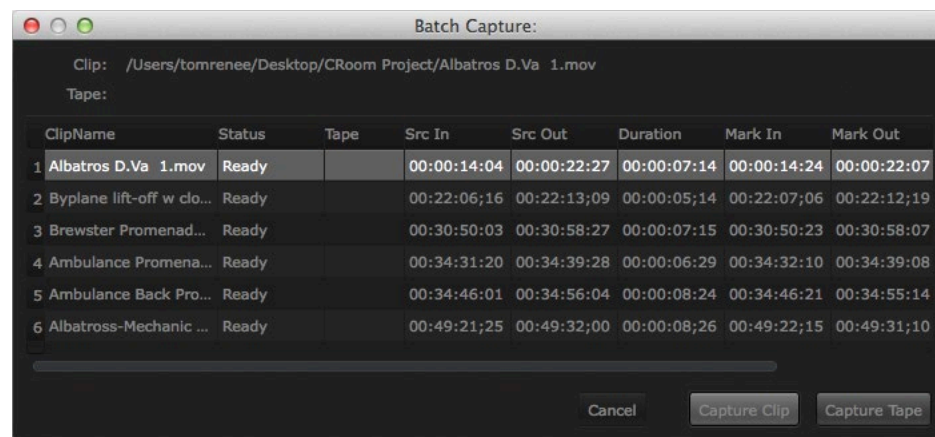 Batch Capture:
Clip: /Users/tomrenee/Desktop/CRoom Project/Albatros D.Va 1.mov
Tape:
ClipName Status Tape Src In Src Out Duration Mark In Mark Out
1 Albatros D.Va 1.mov Ready 00:00:14:04 00:00:22:27 00:00:07:14 00:00:14:24 00:00:22:07
2 Byplane lift-off w clo... Ready 00:22:06;16 00:22:13;09 00:00:05;14 00:22:07;06 00:22:12;19
3 Brewster Promenad... Ready 00:30:50:03 00:30:58:27 00:00:07:15 00:30:50:23 00:30:58:07
4 Ambulance Promena... Ready 00:34:31:20 00:34:39:28 00:00:06:29 00:34:32:10 00:34:39:08
5 Ambulance Back Pro... Ready 00:34:46:01 00:34:56:04 00:00:08:24 00:34:46:21 00:34:55:14
6 Albatross-Mechanic ... Ready 00:49:21;25 00:49:32;00 00:00:08;26 00:49:22;15 00:49:31;10
Cancel Capture Clip Capture Tape